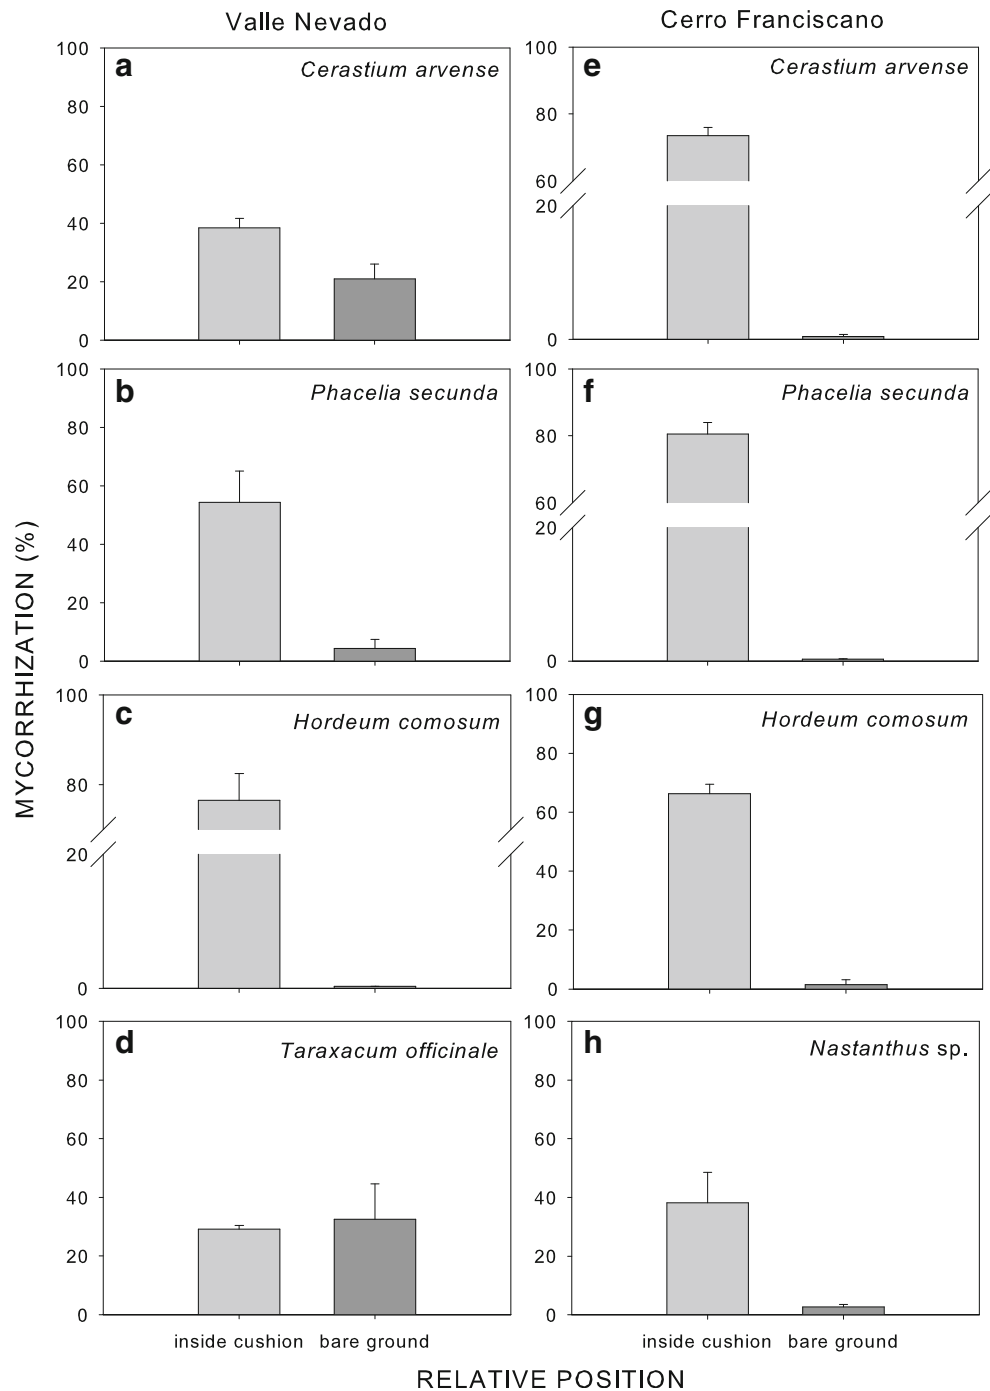 Valle Nevado
Cerro Franciscano
a
Cerastium arvense
100
80
60
40
20
0
e
Cerastium arvense
100
80
60
20
0
b
Phacelia secunda
100
80
60
40
20
0
f
Phacelia secunda
100
80
60
20
0
c
Hordeum comosum
100
80
20
0
g
Hordeum comosum
100
80
60
40
20
0
d
Taraxacum officinale
100
80
60
40
20
0
inside cushion
bare ground
h
Nastanthus sp.
100
80
60
40
20
0
inside cushion
bare ground
MYCORRHIZATION (%)
RELATIVE POSITION